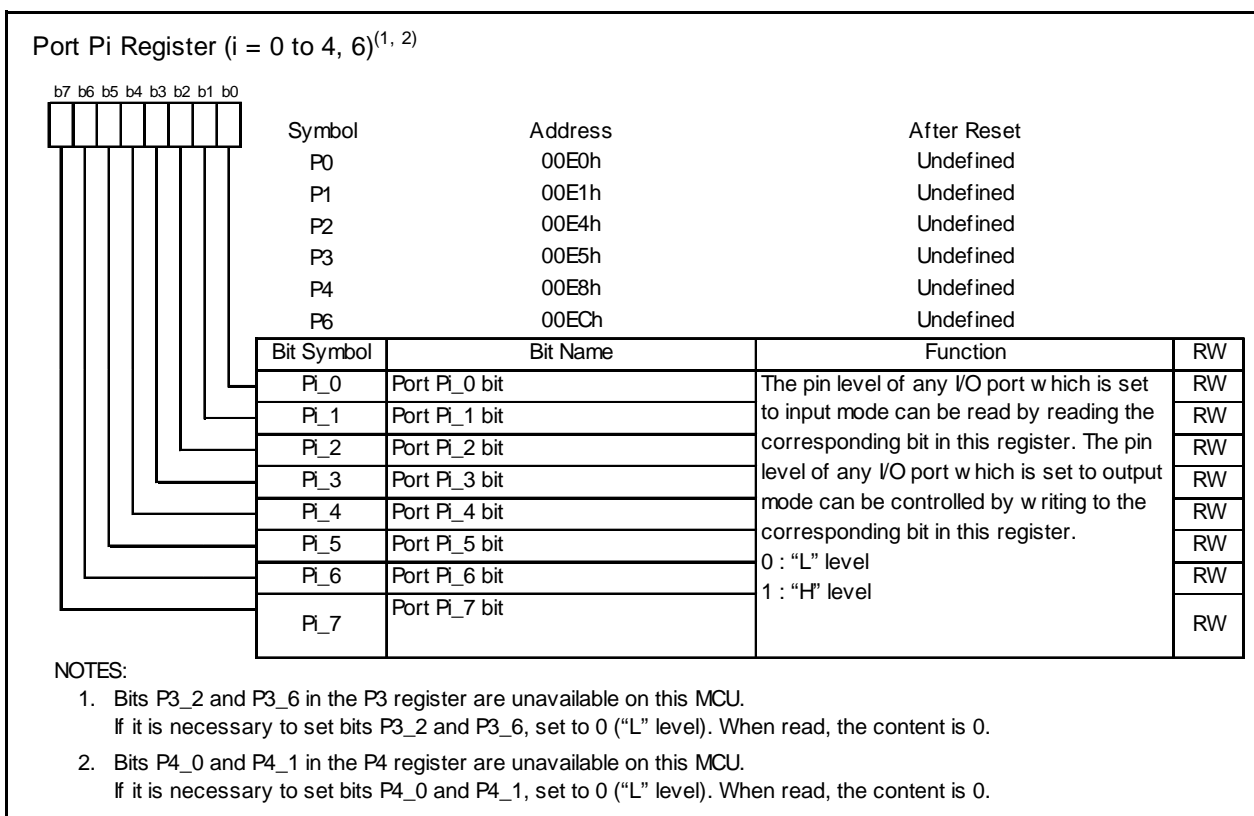 Port Pi Register (i = 0 to 4, 6)(1, 2)
b7 b6 b5 b4 b3 b2 b1 b0
Symbol Address After Reset
P0 00E0h Undefined
P1 00E1h Undefined
P2 00E4h Undefined
P3 00E5h Undefined
P4 00E8h Undefined
P6 00ECh Undefined
Bit Symbol Bit Name Function RW
Pi_0 Port Pi_0 bit The pin level of any I/O port which is set RW
Pi_1 Port Pi_1 bit to input mode can be read by reading the RW
Pi_2 Port Pi_2 bit corresponding bit in this register. The pin RW
Pi_3 Port Pi_3 bit level of any I/O port which is set to output RW
Pi_4 Port Pi_4 bit mode can be controlled by writing to the RW
Pi_5 Port Pi_5 bit corresponding bit in this register. RW
Pi_6 Port Pi_6 bit 0 : “L” level RW
Pi_7 Port Pi_7 bit 1 : “H” level RW
NOTES:
1. Bits P3_2 and P3_6 in the P3 register are unavailable on this MCU.
If it is necessary to set bits P3_2 and P3_6, set to 0 (“L” level). When read, the content is 0.
2. Bits P4_0 and P4_1 in the P4 register are unavailable on this MCU.
If it is necessary to set bits P4_0 and P4_1, set to 0 (“L” level). When read, the content is 0.